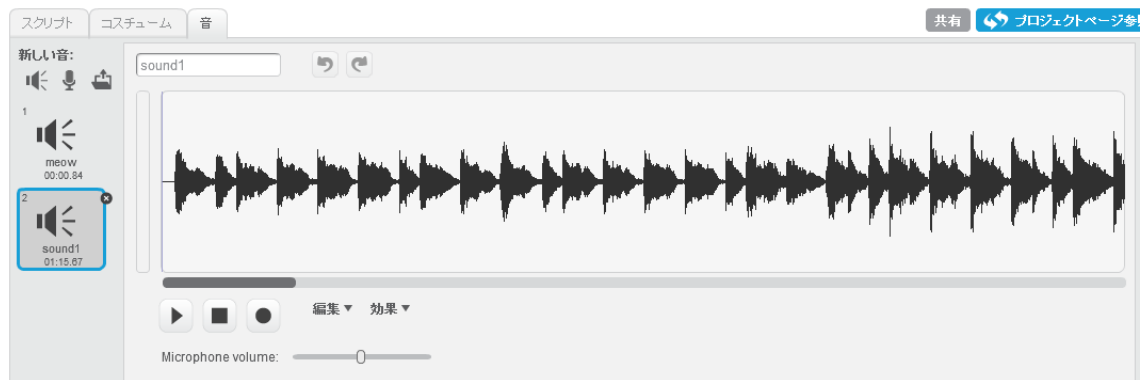 スクリプト コスチューム 音 共有 プロジェクトページ参
新しい音:
sound1
1
meow
00:00.84
2
sound1
01:15.67
編集 効果
Microphone volume: